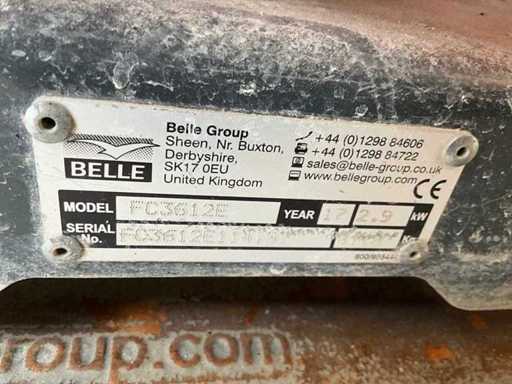 BELLE
Belle Group
Sheen, Nr. Buxton,
Derbyshire,
SK17 0EU
United Kingdom
+44 (0)1298 84606
+44 (0)1298 84722
sales@belle-group.co.uk
www.bellegroup.com
CE
MODEL FC3612E YEAR 17 2.9 kW
SERIAL No.
roup.com